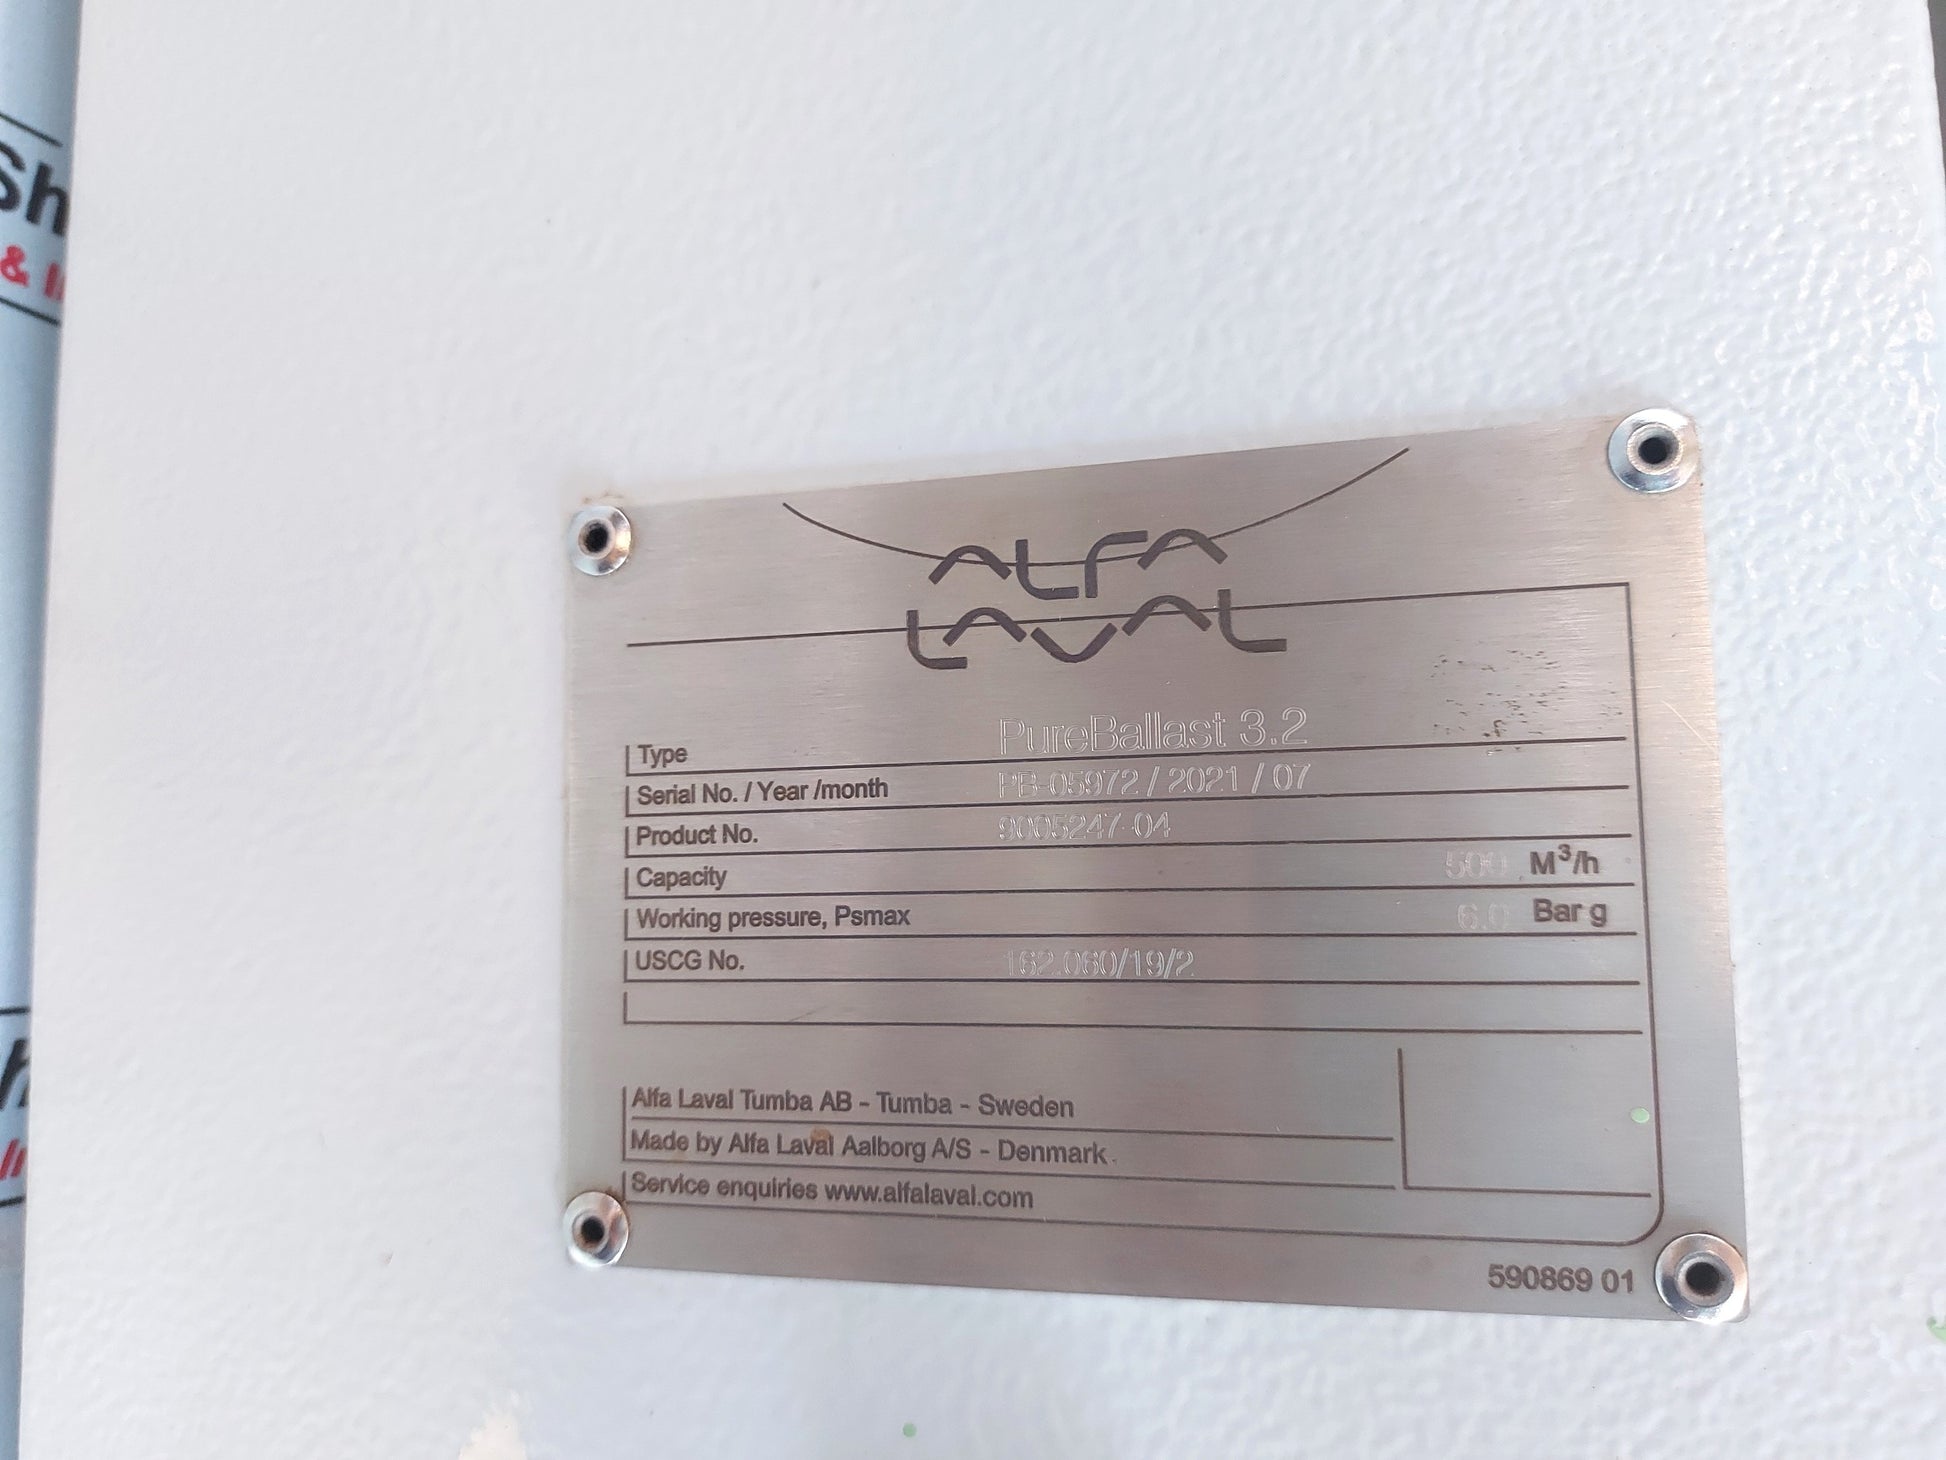 Sh
& I
ALFA
LAVAL
Type PureBallast 3.2
Serial No. / Year /month PB-05972 / 2021 / 07
Product No. 9005247-04
Capacity 500 M³/h
Working pressure, Psmax 6.0 Bar g
USCG No. 162.060/19/2
Alfa Laval Tumba AB - Tumba - Sweden
Made by Alfa Laval Aalborg A/S - Denmark
Service enquiries www.alfalaval.com
590869 01